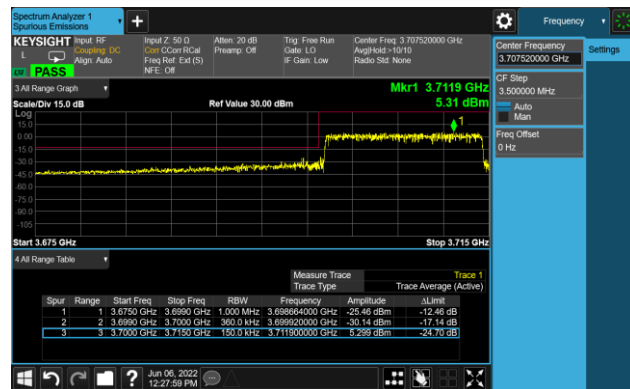 Spectrum Analyzer 1
Spurious Emissions
Frequency
KEYSIGHT
L
PASS
Input: RF
Coupling: DC
Align: Auto
Input Z: 50 Ω
Corr CCorr RCal
Freq Ref: Ext (S)
NFE: Off
Atten: 20 dB
Preamp: Off
Trig: Free Run
Gate: LO
IF Gain: Low
Center Freq: 3.707520000 GHz
Avg|Hold:>10/10
Radio Std: None
Center Frequency
3.707520000 GHz
Settings
CF Step
3.500000 MHz
Auto
Man
Freq Offset
0 Hz
3 All Range Graph
Mkr1 3.7119 GHz
Scale/Div 15.0 dB
Ref Value 30.00 dBm
5.31 dBm
Log
15.0
0.00
-15.0
-30.0
-45.0
-60.0
-75.0
-90.0
-105
1
Start 3.675 GHz
Stop 3.715 GHz
4 All Range Table
Measure Trace Trace 1
Trace Type Trace Average (Active)
Spur Range Start Freq Stop Freq RBW Frequency Amplitude ΔLimit
1 1 3.6750 GHz 3.6990 GHz 1.000 MHz 3.698664000 GHz -25.46 dBm -12.46 dB
2 2 3.6990 GHz 3.7000 GHz 360.0 kHz 3.699920000 GHz -30.14 dBm -17.14 dB
3 3 3.7000 GHz 3.7150 GHz 150.0 kHz 3.711900000 GHz 5.299 dBm -24.70 dB
?
Jun 06, 2022
12:27:59 PM